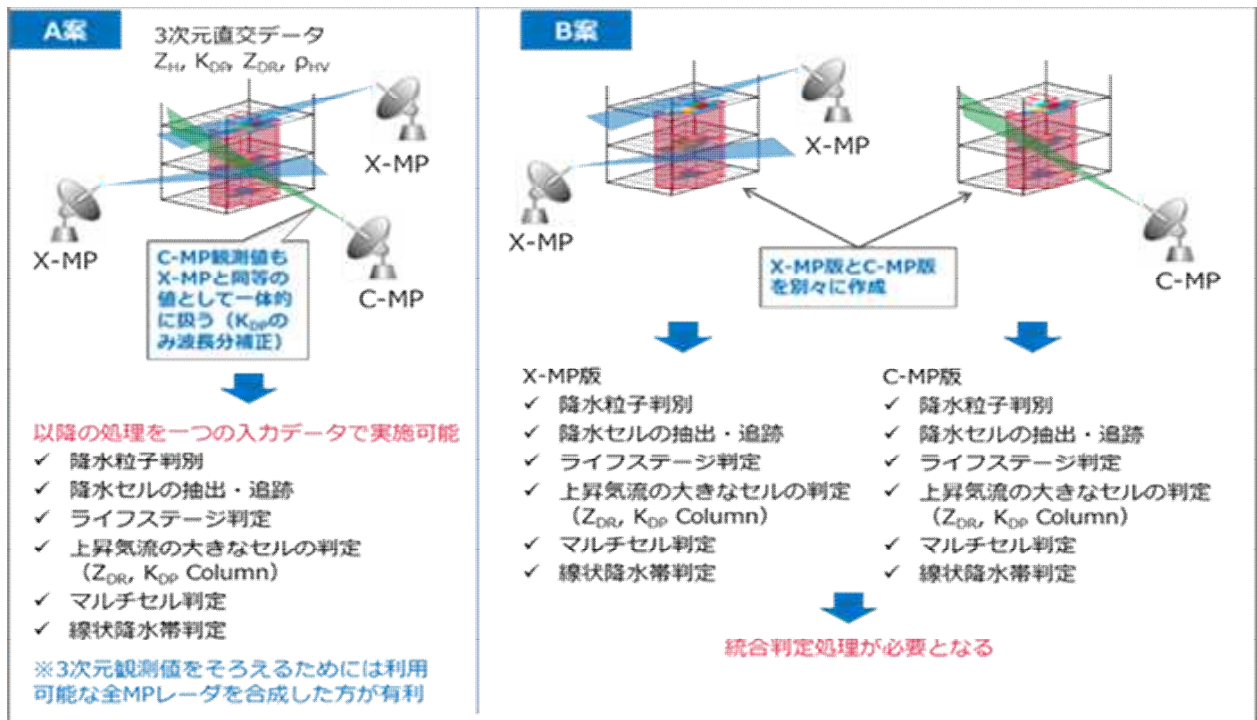 A案
3次元直交データ
Z_H, K_DP, Z_DR, ρ_HV
X-MP
X-MP
C-MP
C-MP観測値も
X-MPと同等の
値として一体的
に扱う（K_DPの
み波長分補正）
以降の処理を一つの入力データで実施可能
✓ 降水粒子判別
✓ 降水セルの抽出・追跡
✓ ライフステージ判定
✓ 上昇気流の大きなセルの判定
（Z_DR, K_DP Column）
✓ マルチセル判定
✓ 線状降水帯判定
※3次元観測値をそろえるためには利用
可能な全MPレーダを合成した方が有利
B案
X-MP
X-MP
C-MP
X-MP版とC-MP版
を別々に作成
X-MP版
✓ 降水粒子判別
✓ 降水セルの抽出・追跡
✓ ライフステージ判定
✓ 上昇気流の大きなセルの判定
（Z_DR, K_DP Column）
✓ マルチセル判定
✓ 線状降水帯判定
C-MP版
✓ 降水粒子判別
✓ 降水セルの抽出・追跡
✓ ライフステージ判定
✓ 上昇気流の大きなセルの判定
（Z_DR, K_DP Column）
✓ マルチセル判定
✓ 線状降水帯判定
統合判定処理が必要となる